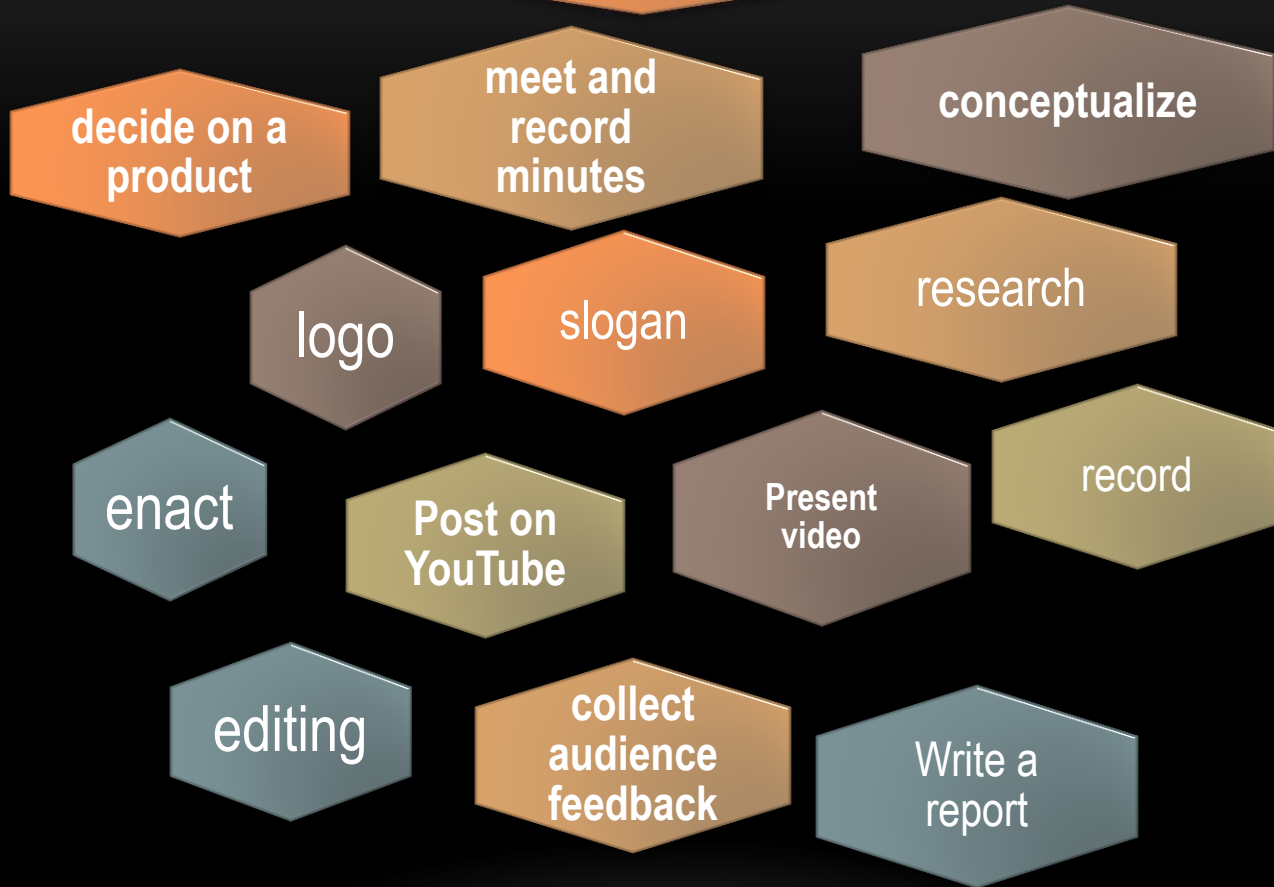 decide on a
product
meet and
record
minutes
conceptualize
logo
slogan
research
enact
Post on
YouTube
Present
video
record
editing
collect
audience
feedback
Write a
report